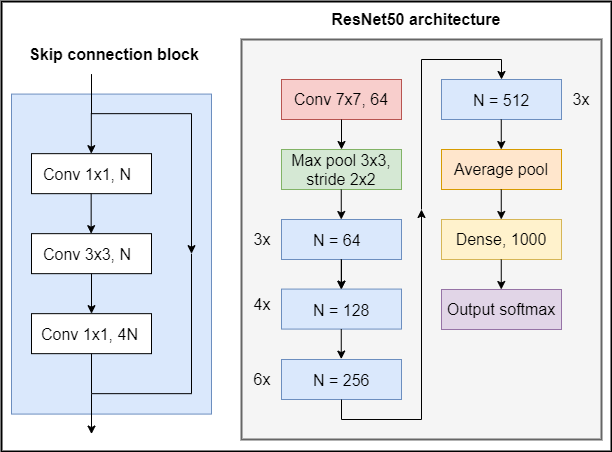 ResNet50 architecture
Skip connection block
Conv 1x1, N
Conv 3x3, N
Conv 1x1, 4N
Conv 7x7, 64
Max pool 3x3,
stride 2x2
3x
N = 64
4x
N = 128
6x
N = 256
N = 512
3x
Average pool
Dense, 1000
Output softmax